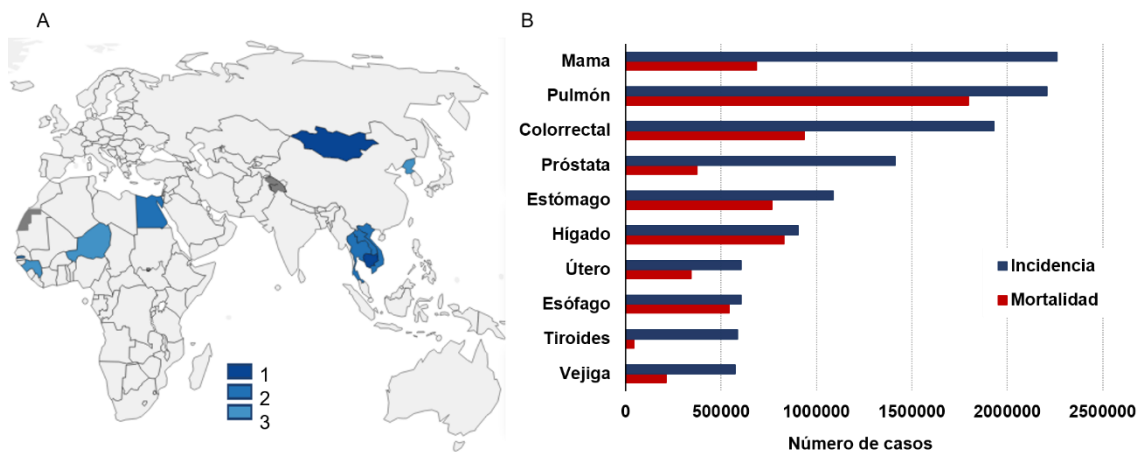 A
1
2
3
B
Mama
Pulmón
Colorrectal
Próstata
Estómago
Hígado
Útero
Esófago
Tiroides
Vejiga
Incidencia
Mortalidad
0 500000 1000000 1500000 2000000 2500000
Número de casos